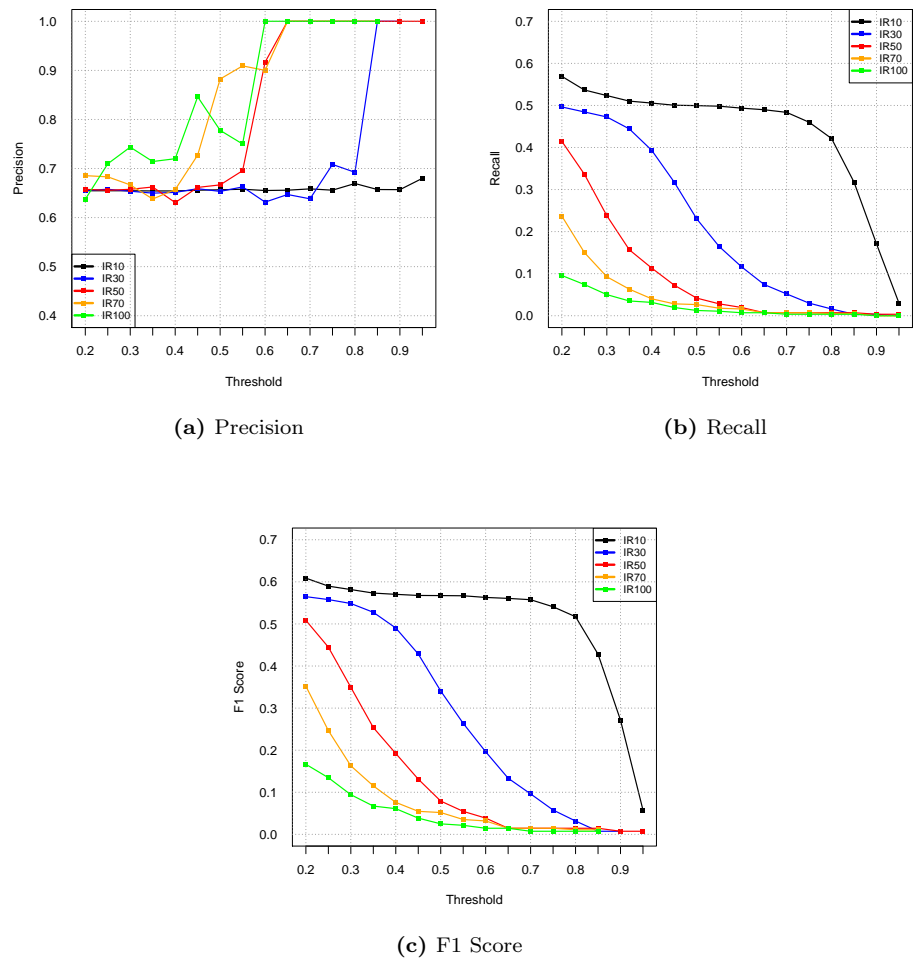 1.0
0.9
0.8
0.7
0.6
0.5
0.4
Precision
IR10
IR30
IR50
IR70
IR100
0.2 0.3 0.4 0.5 0.6 0.7 0.8 0.9
Threshold
(a) Precision
0.7
0.6
0.5
0.4
0.3
0.2
0.1
0.0
Recall
IR10
IR30
IR50
IR70
IR100
0.2 0.3 0.4 0.5 0.6 0.7 0.8 0.9
Threshold
(b) Recall
0.7
0.6
0.5
0.4
0.3
0.2
0.1
0.0
F1 Score
IR10
IR30
IR50
IR70
IR100
0.2 0.3 0.4 0.5 0.6 0.7 0.8 0.9
Threshold
(c) F1 Score